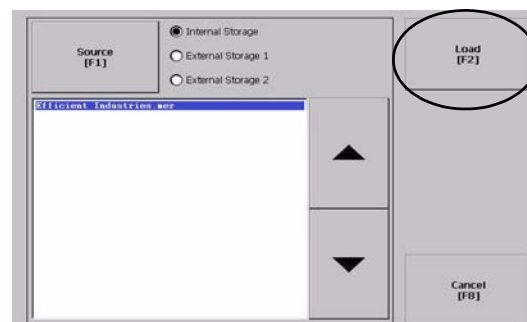 Source
[F1]
Internal Storage
External Storage 1
External Storage 2
Load
[F2]
Efficient Industries.mer
Cancel
[F8]